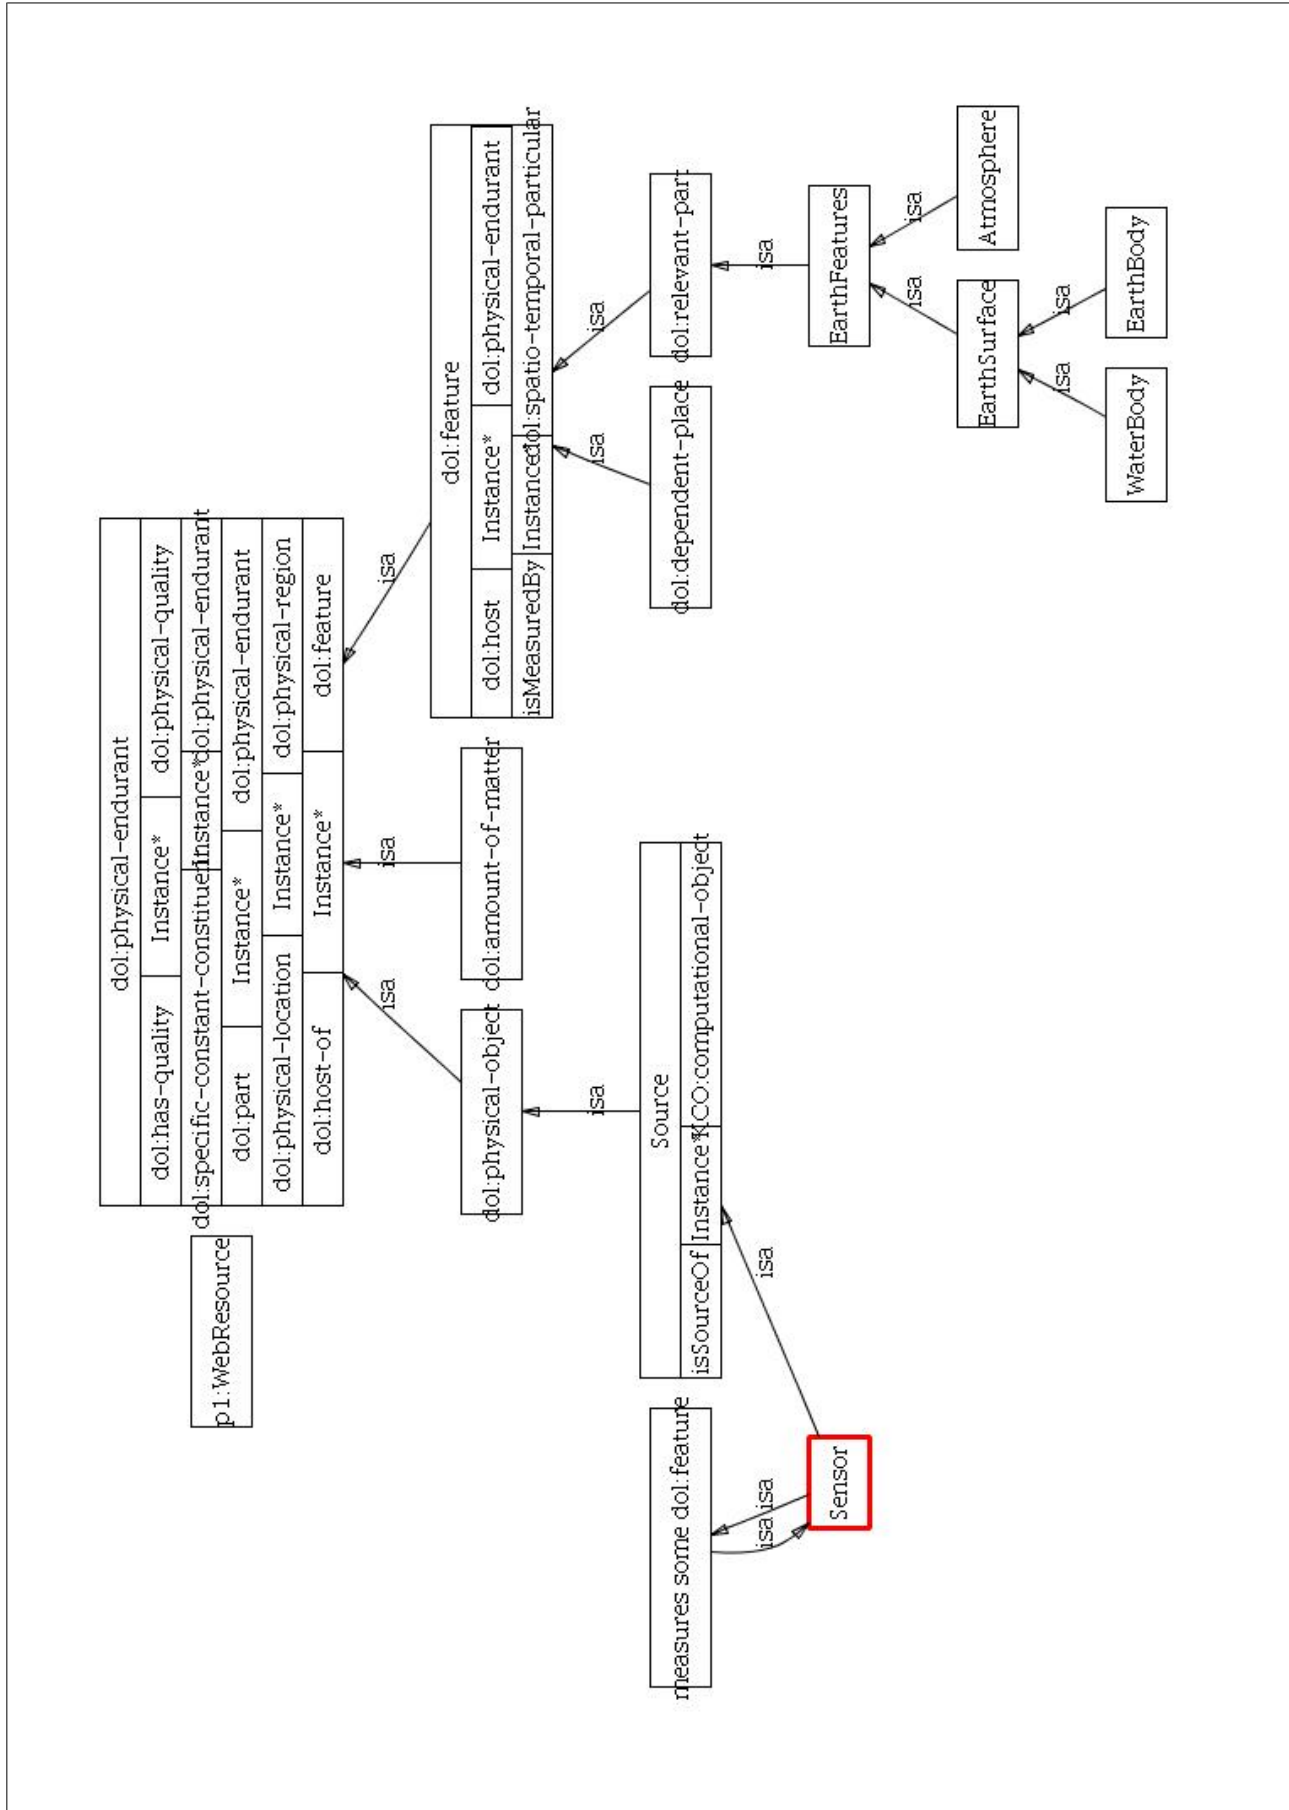 dol:physical-endurant
dol:has-quality Instance* dol:physical-quality
dol:specific-constant-constituent Instance* dol:physical-endurant
dol:part Instance* dol:physical-endurant
dol:physical-location Instance* dol:physical-region
dol:host-of Instance* dol:feature
p1:WebResource
isa
isa
isa
dol:physical-object
dol:amount-of-matter
dol:feature
dol:host Instance* dol:physical-endurant
isMeasuredBy Instance* dol:spatio-temporal-particular
isa
isa
isa
measures some dol:feature
Source
isSourceOf Instance* KCO:computational-object
dol:dependent-place
dol:relevant-part
isa
isa
isa
isa
Sensor
EarthFeatures
isa
isa
EarthSurface
Atmosphere
isa
isa
WaterBody
EarthBody